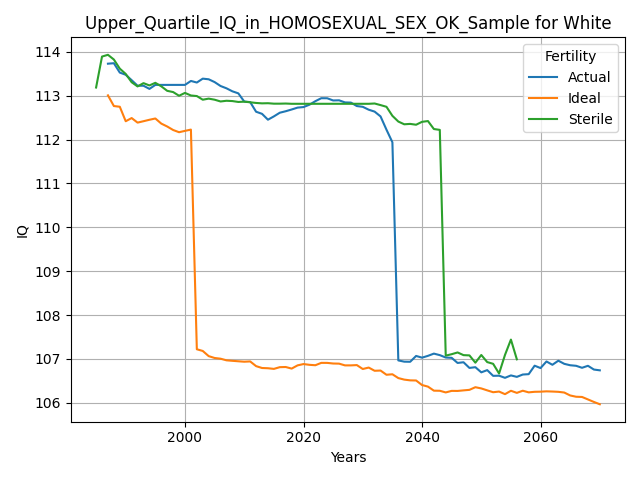 Upper_Quartile_IQ_in_HOMOSEXUAL_SEX_OK_Sample for White
Fertility
Actual
Ideal
Sterile
IQ
114
113
112
111
110
109
108
107
106
2000
2020
2040
2060
Years